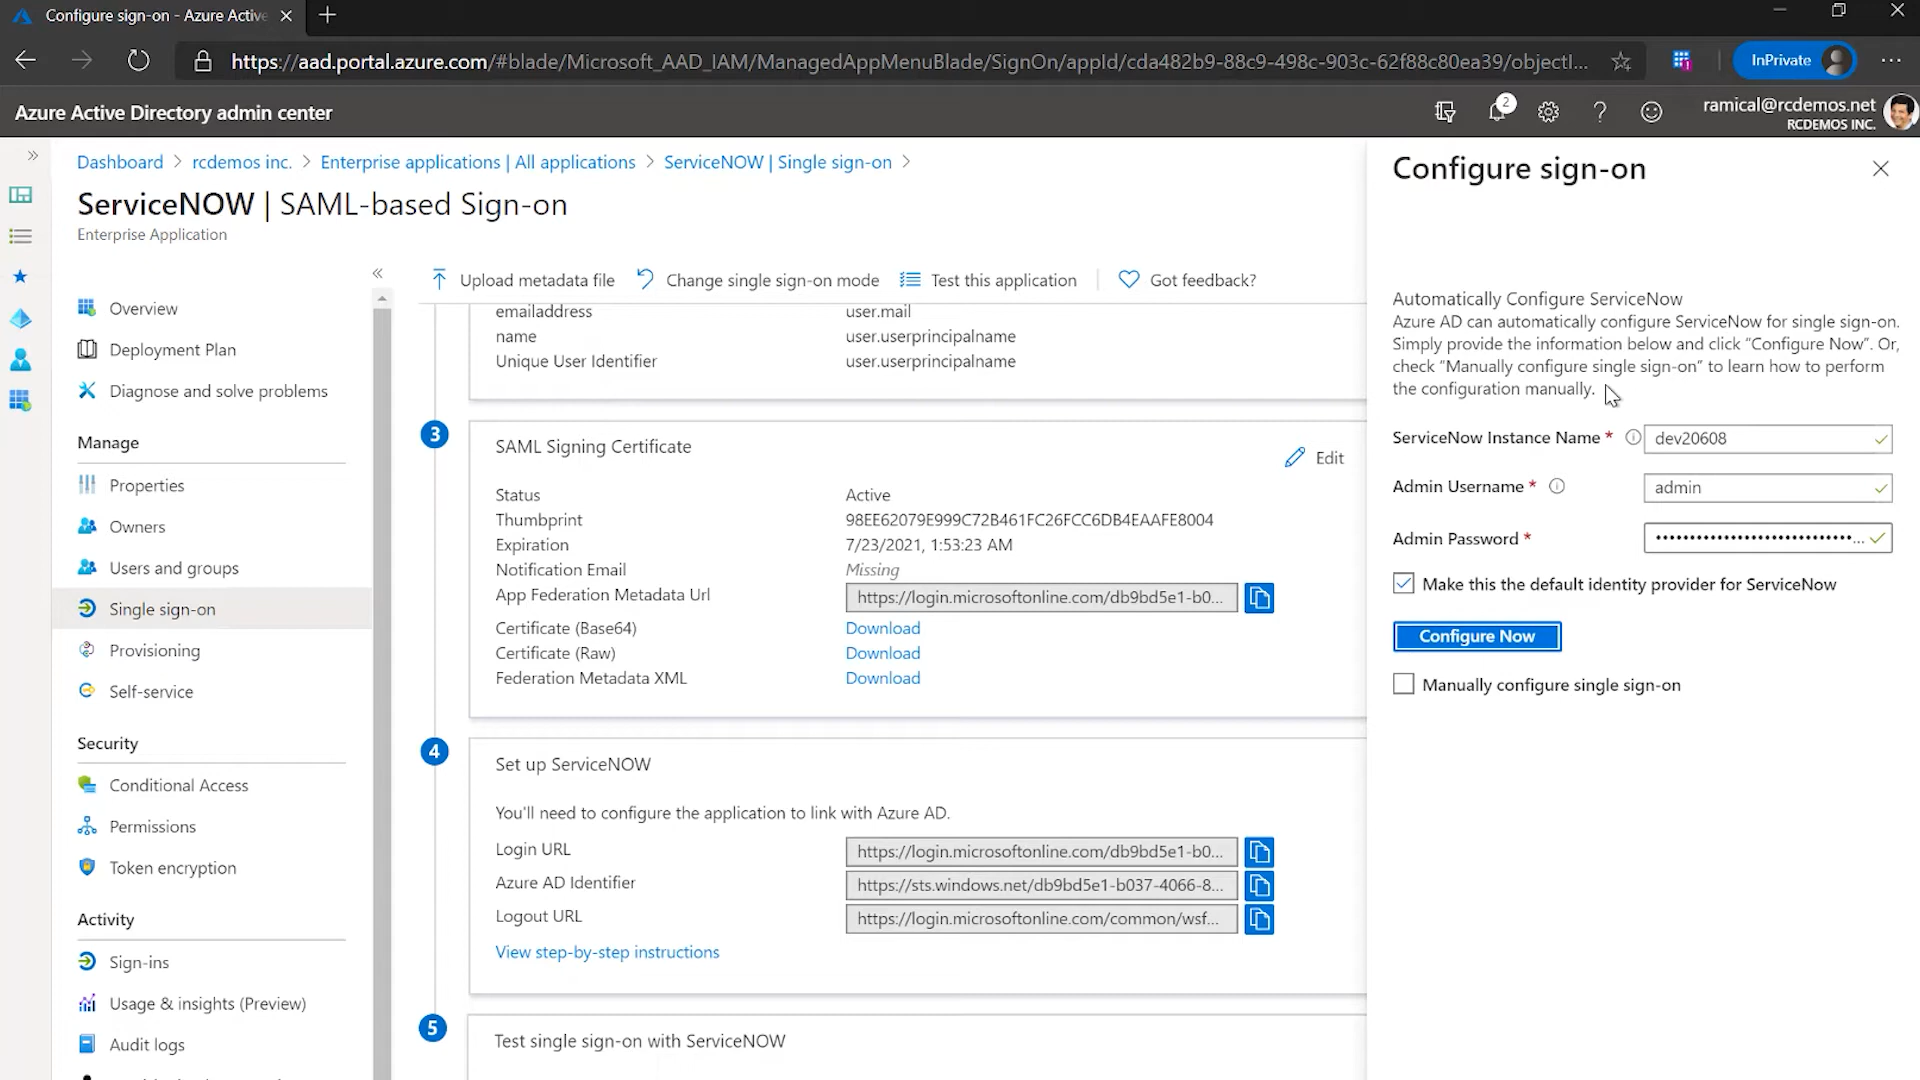 Configure sign-on - Azure Active
https://aad.portal.azure.com/#blade/Microsoft_AAD_IAM/ManagedAppMenuBlade/SignOn/appId/cda482b9-88c9-498c-903c-62f88c80ea39/objectI...
InPrivate
Azure Active Directory admin center
2
ramical@rcdemos.net
RCDEMOS INC.
Dashboard > rcdemos inc. > Enterprise applications | All applications > ServiceNOW | Single sign-on >
ServiceNOW | SAML-based Sign-on
Enterprise Application
Overview
Deployment Plan
Diagnose and solve problems
Manage
Properties
Owners
Users and groups
Single sign-on
Provisioning
Self-service
Security
Conditional Access
Permissions
Token encryption
Activity
Sign-ins
Usage & insights (Preview)
Audit logs
Upload metadata file
Change single sign-on mode
Test this application
Got feedback?
emailaddress user.mail
name user.userprincipalname
Unique User Identifier user.userprincipalname
3
SAML Signing Certificate
Edit
Status Active
Thumbprint 98EE62079E999C72B461FC26FCC6DB4EAAFE8004
Expiration 7/23/2021, 1:53:23 AM
Notification Email Missing
App Federation Metadata Url https://login.microsoftonline.com/db9bd5e1-b0...
Certificate (Base64) Download
Certificate (Raw) Download
Federation Metadata XML Download
4
Set up ServiceNOW
You'll need to configure the application to link with Azure AD.
Login URL https://login.microsoftonline.com/db9bd5e1-b0...
Azure AD Identifier https://sts.windows.net/db9bd5e1-b037-4066-8...
Logout URL https://login.microsoftonline.com/common/wsf...
View step-by-step instructions
5
Test single sign-on with ServiceNOW
Configure sign-on
Automatically Configure ServiceNow
Azure AD can automatically configure ServiceNow for single sign-on.
Simply provide the information below and click "Configure Now". Or,
check "Manually configure single sign-on" to learn how to perform
the configuration manually.
ServiceNow Instance Name * dev20608
Admin Username * admin
Admin Password *
Make this the default identity provider for ServiceNow
Configure Now
Manually configure single sign-on